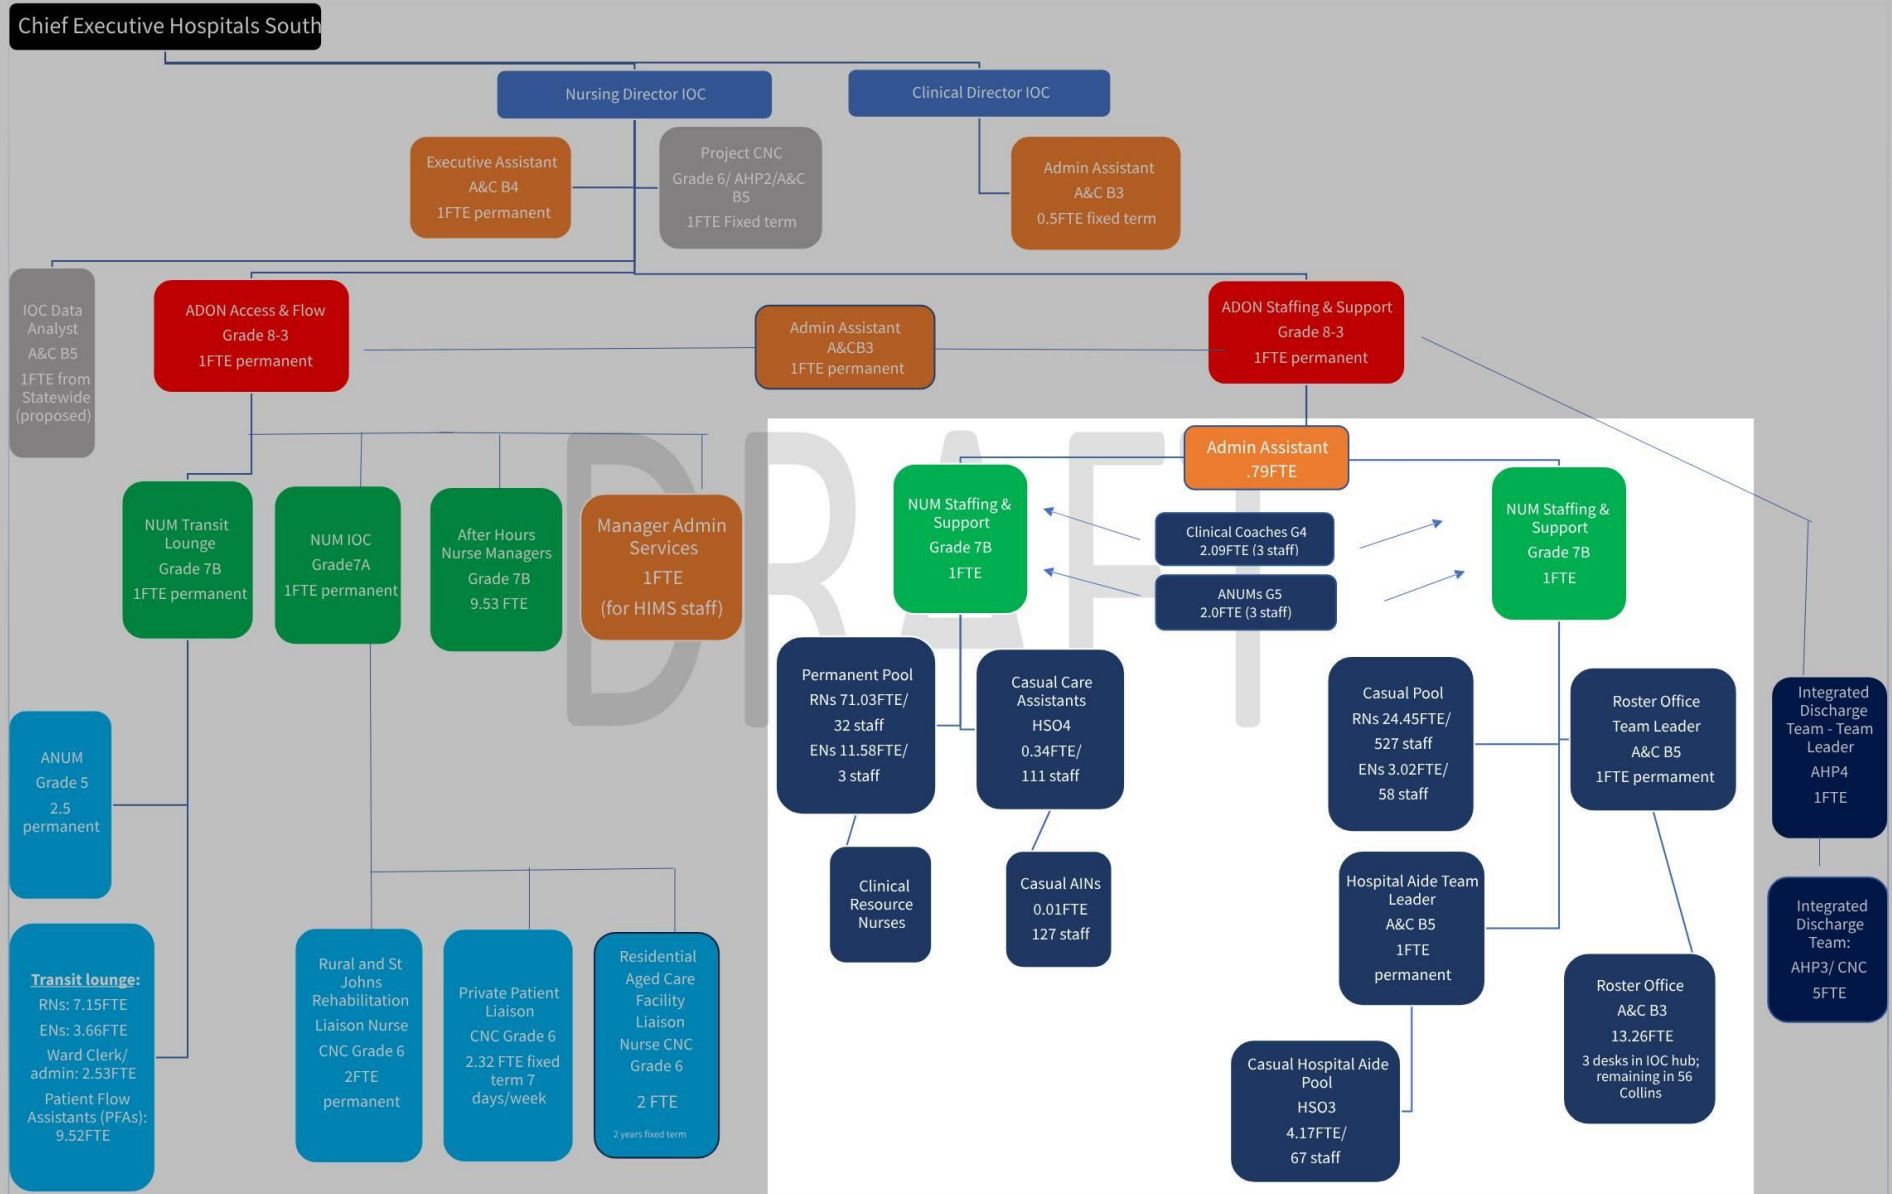 Chief Executive Hospitals South
Nursing Director IOC
Clinical Director IOC
Executive Assistant
A&C B4
1FTE permanent
Project CNC
Grade 6/ AHP2/A&C
B5
1FTE Fixed term
Admin Assistant
A&C B3
0.5FTE fixed term
IOC Data
Analyst
A&C B5
1FTE from
Statewide
(proposed)
ADON Access & Flow
Grade 8-3
1FTE permanent
Admin Assistant
A&CB3
1FTE permanent
ADON Staffing & Support
Grade 8-3
1FTE permanent
DRAFT
Admin Assistant
.79FTE
NUM Transit
Lounge
Grade 7B
1FTE permanent
NUM IOC
Grade7A
1FTE permanent
After Hours
Nurse Managers
Grade 7B
9.53 FTE
Manager Admin
Services
1FTE
(for HIMS staff)
NUM Staffing &
Support
Grade 7B
1FTE
Clinical Coaches G4
2.09FTE (3 staff)
ANUMs G5
2.0FTE (3 staff)
NUM Staffing &
Support
Grade 7B
1FTE
Permanent Pool
RNs 71.03FTE/
32 staff
ENs 11.58FTE/
3 staff
Casual Care
Assistants
HSO4
0.34FTE/
111 staff
Casual Pool
RNs 24.45FTE/
527 staff
ENs 3.02FTE/
58 staff
Roster Office
Team Leader
A&C B5
1FTE permament
Integrated
Discharge
Team - Team
Leader
AHP4
1FTE
ANUM
Grade 5
2.5
permanent
Clinical
Resource
Nurses
Casual AINs
0.01FTE
127 staff
Hospital Aide Team
Leader
A&C B5
1FTE
permanent
Integrated
Discharge
Team:
AHP3/ CNC
5FTE
Transit lounge:
RNs: 7.15FTE
ENs: 3.66FTE
Ward Clerk/
admin: 2.53FTE
Patient Flow
Assistants (PFAs):
9.52FTE
Rural and St
Johns
Rehabilitation
Liaison Nurse
CNC Grade 6
2FTE
permanent
Private Patient
Liaison
CNC Grade 6
2.32 FTE fixed
term 7
days/week
Residential
Aged Care
Facility
Liaison
Nurse CNC
Grade 6
2 FTE
2 years fixed term
Casual Hospital Aide
Pool
HSO3
4.17FTE/
67 staff
Roster Office
A&C B3
13.26FTE
3 desks in IOC hub;
remaining in 56
Collins